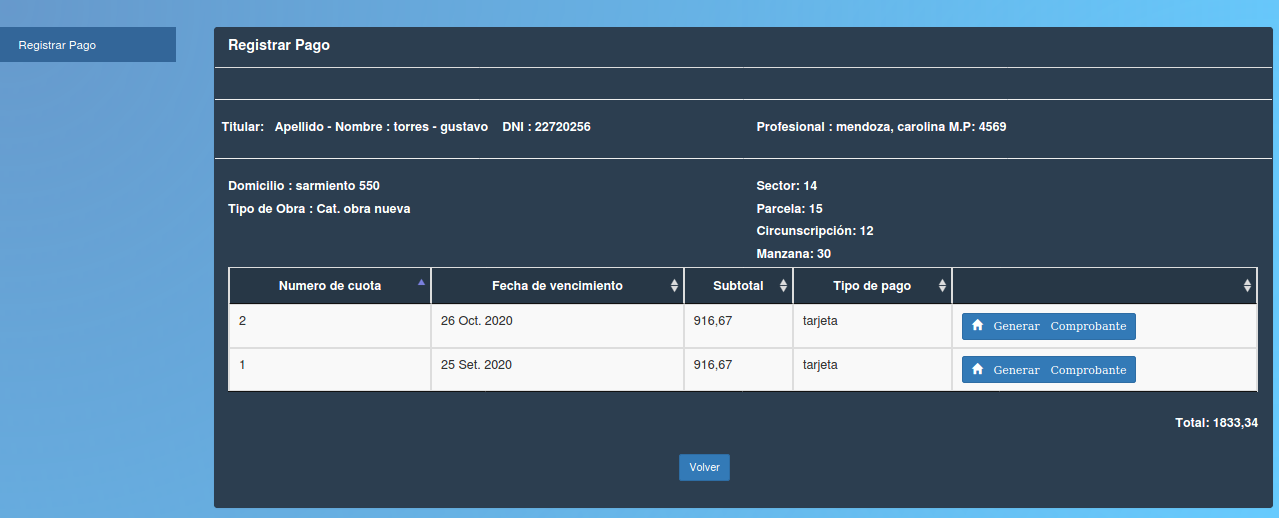 Registrar Pago
Registrar Pago
Titular: Apellido - Nombre : torres - gustavo DNI : 22720256 Profesional : mendoza, carolina M.P: 4569
Domicilio : sarmiento 550 Sector: 14
Tipo de Obra : Cat. obra nueva Parcela: 15
Circunscripción: 12
Manzana: 30
Numero de cuota Fecha de vencimiento Subtotal Tipo de pago
2 26 Oct. 2020 916,67 tarjeta Generar Comprobante
1 25 Set. 2020 916,67 tarjeta Generar Comprobante
Total: 1833,34
Volver